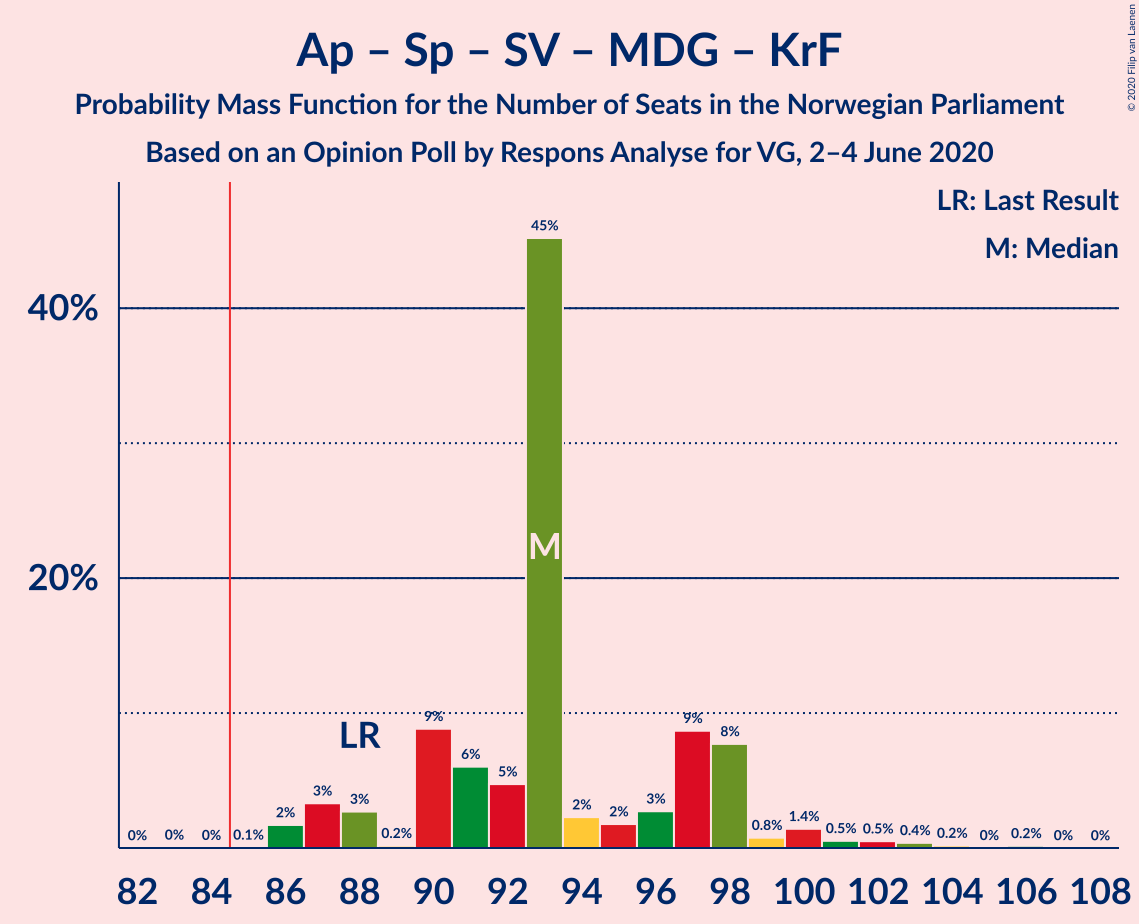 Ap – Sp – SV – MDG – KrF
Probability Mass Function for the Number of Seats in the Norwegian Parliament
Based on an Opinion Poll by Respons Analyse for VG, 2–4 June 2020
© 2020 Filip van Laenen
LR: Last Result
M: Median
40%
20%
LR
M
0% 0% 0% 0.1% 2% 3% 3% 0.2% 9% 6% 5% 45% 2% 2% 3% 9% 8% 0.8% 1.4% 0.5% 0.5% 0.4% 0.2% 0% 0.2% 0% 0%
82 84 86 88 90 92 94 96 98 100 102 104 106 108